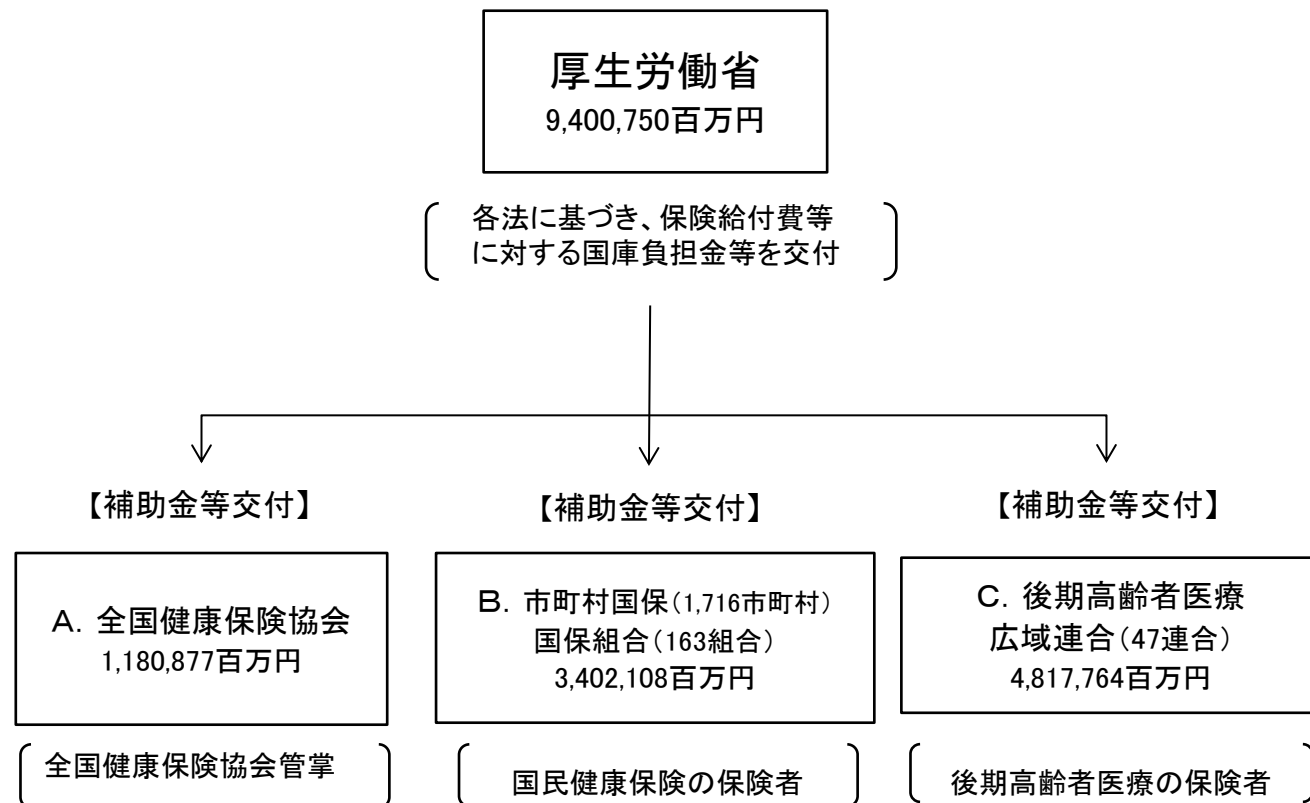 厚生労働省
9,400,750百万円
各法に基づき、保険給付費等
に対する国庫負担金等を交付
【補助金等交付】
【補助金等交付】
【補助金等交付】
A. 全国健康保険協会
1,180,877百万円
B. 市町村国保(1,716市町村)
国保組合(163組合)
3,402,108百万円
C. 後期高齢者医療
広域連合(47連合)
4,817,764百万円
全国健康保険協会管掌
国民健康保険の保険者
後期高齢者医療の保険者